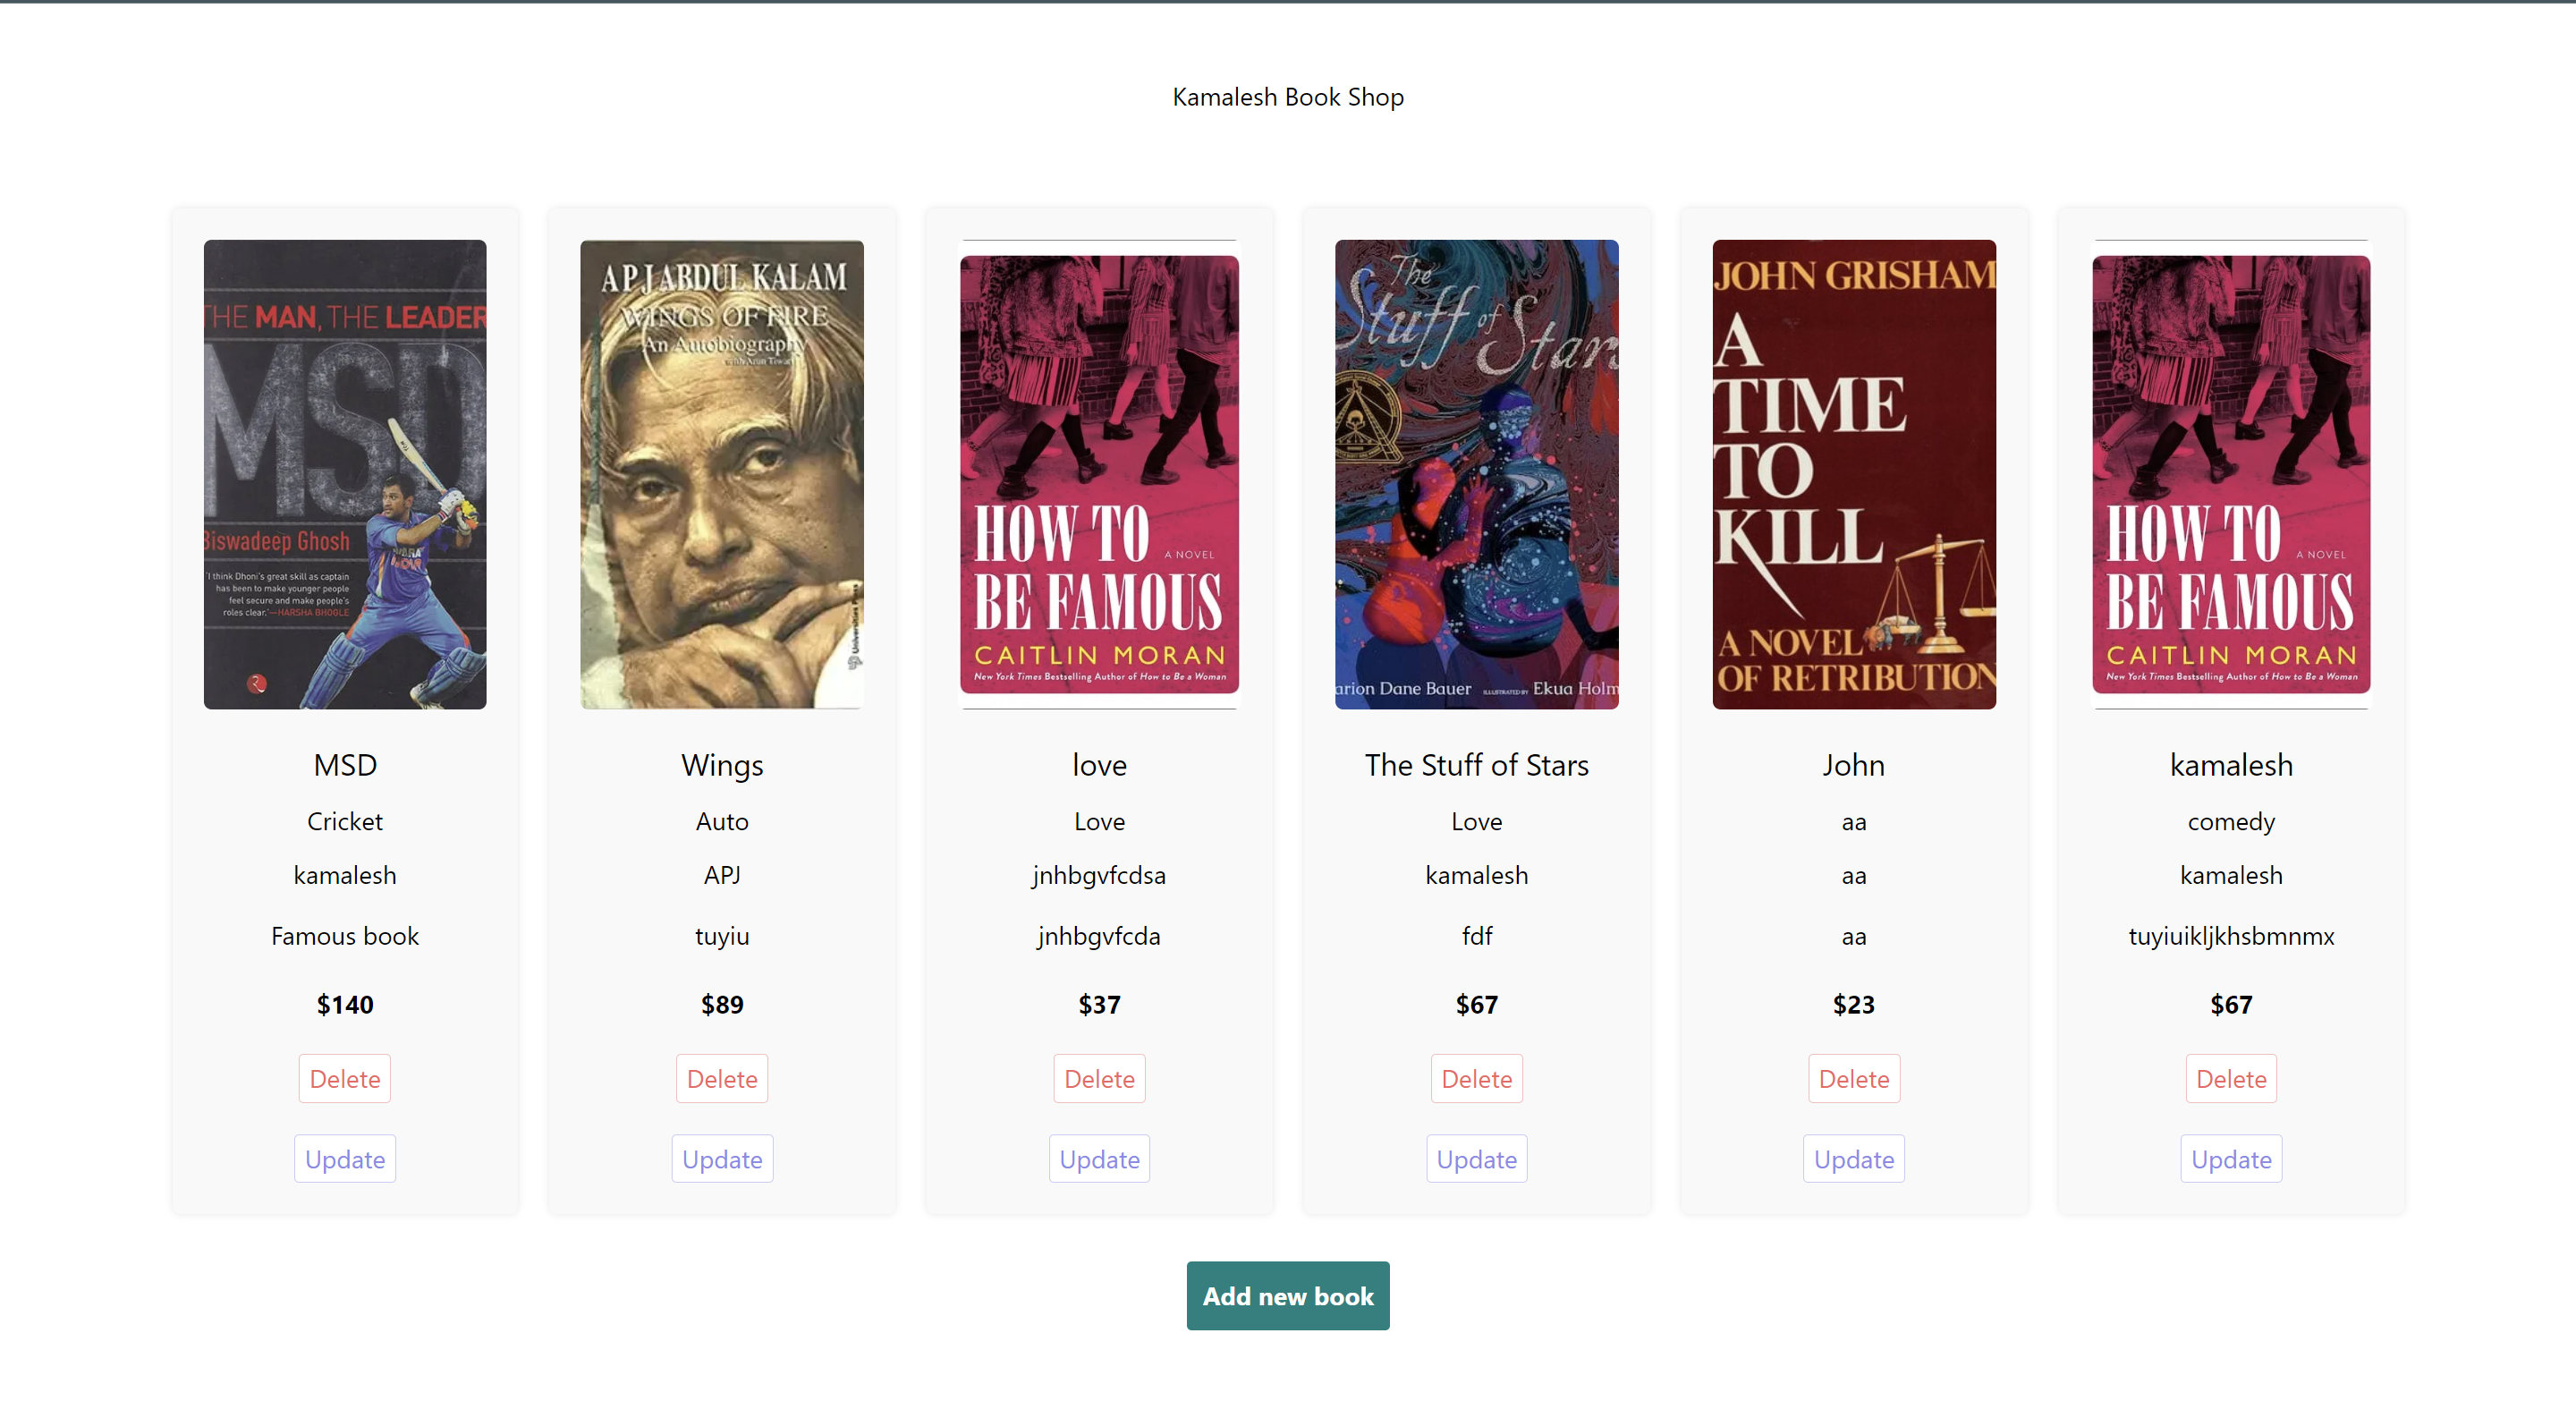 Kamalesh Book Shop
THE MAN, THE LEADER
MSD
Biswadeep Ghosh
'I think Dhoni's great skill as captain
has been to make younger people
feel secure and make people's
roles clear.'—HARSHA BHOGLE
MSD
Cricket
kamalesh
Famous book
$140
Delete
Update
A P J ABDUL KALAM
WINGS OF FIRE
An Autobiography
with Arun Tiwari
Universities Press
Wings
Auto
APJ
tuyiu
$89
Delete
Update
HOW TO
A NOVEL
BE FAMOUS
CAITLIN MORAN
New York Times Bestselling Author of How to Be a Woman
love
Love
jnhbgvfcdsa
jnhbgvfcda
$37
Delete
Update
The
Stuff of
Stars
arion Dane Bauer ILLUSTRATED BY Ekua Holm
The Stuff of Stars
Love
kamalesh
fdf
$67
Delete
Update
JOHN GRISHAM
A
TIME
TO
KILL
A NOVEL
OF RETRIBUTION
John
aa
aa
aa
$23
Delete
Update
HOW TO
A NOVEL
BE FAMOUS
CAITLIN MORAN
New York Times Bestselling Author of How to Be a Woman
kamalesh
comedy
kamalesh
tuyiuikljkhsbmnmx
$67
Delete
Update
Add new book